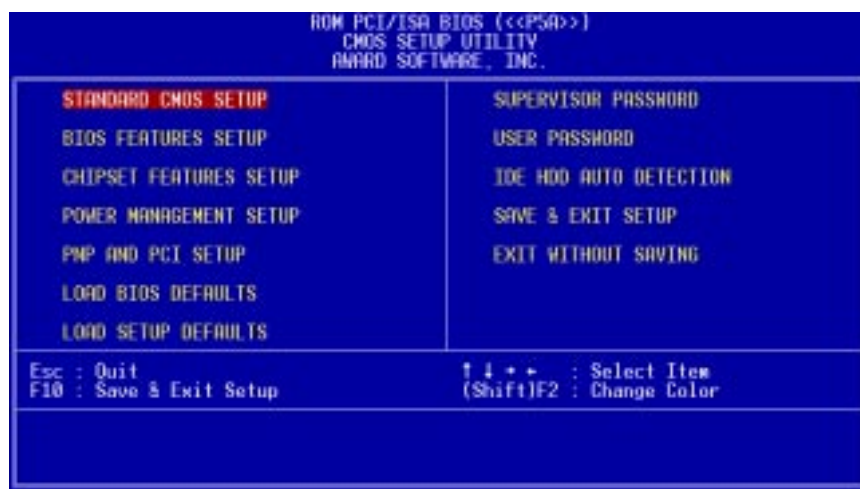 ROM PCI/ISA BIOS (<<P5A>>)
CMOS SETUP UTILITY
AWARD SOFTWARE, INC.
STANDARD CMOS SETUP
BIOS FEATURES SETUP
CHIPSET FEATURES SETUP
POWER MANAGEMENT SETUP
PNP AND PCI SETUP
LOAD BIOS DEFAULTS
LOAD SETUP DEFAULTS
SUPERVISOR PASSWORD
USER PASSWORD
IDE HDD AUTO DETECTION
SAVE & EXIT SETUP
EXIT WITHOUT SAVING
Esc : Quit
F10 : Save & Exit Setup
↑ ↓ → ← : Select Item
(Shift)F2 : Change Color